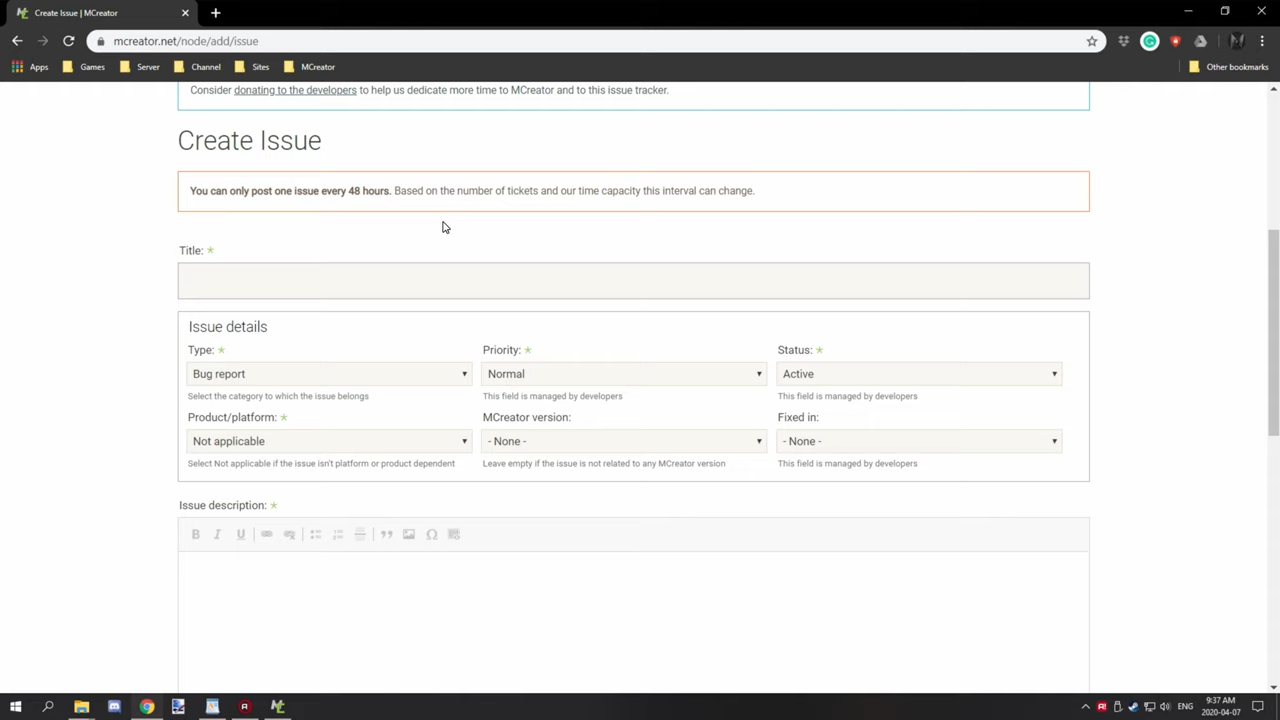 Create Issue | MCreator
mcreator.net/node/add/issue
Apps Games Server Channel Sites MCreator Other bookmarks
Consider donating to the developers to help us dedicate more time to MCreator and to this issue tracker.
Create Issue
You can only post one issue every 48 hours. Based on the number of tickets and our time capacity this interval can change.
Title: *
Issue details
Type: * Priority: * Status: *
Bug report Normal Active
Select the category to which the issue belongs This field is managed by developers This field is managed by developers
Product/platform: * MCreator version: Fixed in:
Not applicable - None - - None -
Select Not applicable if the issue isn't platform or product dependent Leave empty if the issue is not related to any MCreator version This field is managed by developers
Issue description: *
B I U
ENG 9:37 AM
2020-04-07